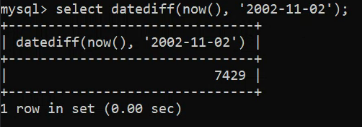 mysql> select datediff(now(), '2002-11-02');
+-------------------------------+
| datediff(now(), '2002-11-02') |
+-------------------------------+
|                          7429 |
+-------------------------------+
1 row in set (0.00 sec)